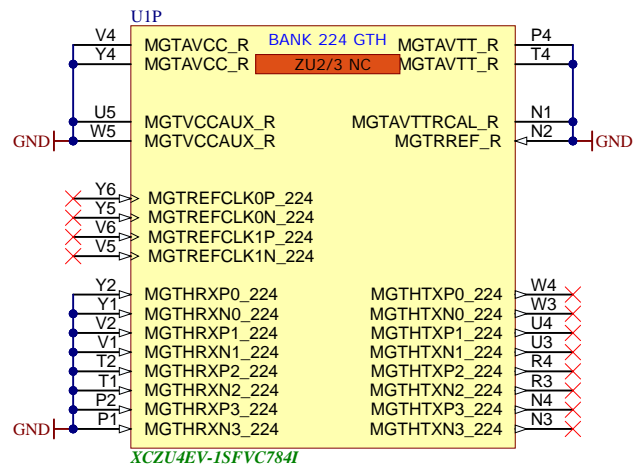 U1P
BANK 224 GTH
ZU2/3 NC
V4 MGTAVCC_R MGTAVTT_R P4
Y4 MGTAVCC_R MGTAVTT_R T4
U5 MGTVCCAUX_R MGTAVTTRCAL_R N1
W5 MGTVCCAUX_R MGTRREF_R N2
GND GND
Y6 MGTREFCLK0P_224
Y5 MGTREFCLK0N_224
V6 MGTREFCLK1P_224
V5 MGTREFCLK1N_224
Y2 MGTHRXP0_224 MGTHTXP0_224 W4
Y1 MGTHRXN0_224 MGTHTXN0_224 W3
V2 MGTHRXP1_224 MGTHTXP1_224 U4
V1 MGTHRXN1_224 MGTHTXN1_224 U3
T2 MGTHRXP2_224 MGTHTXP2_224 R4
T1 MGTHRXN2_224 MGTHTXN2_224 R3
P2 MGTHRXP3_224 MGTHTXP3_224 N4
GND P1 MGTHRXN3_224 MGTHTXN3_224 N3
XCZU4EV-1SFVC784I